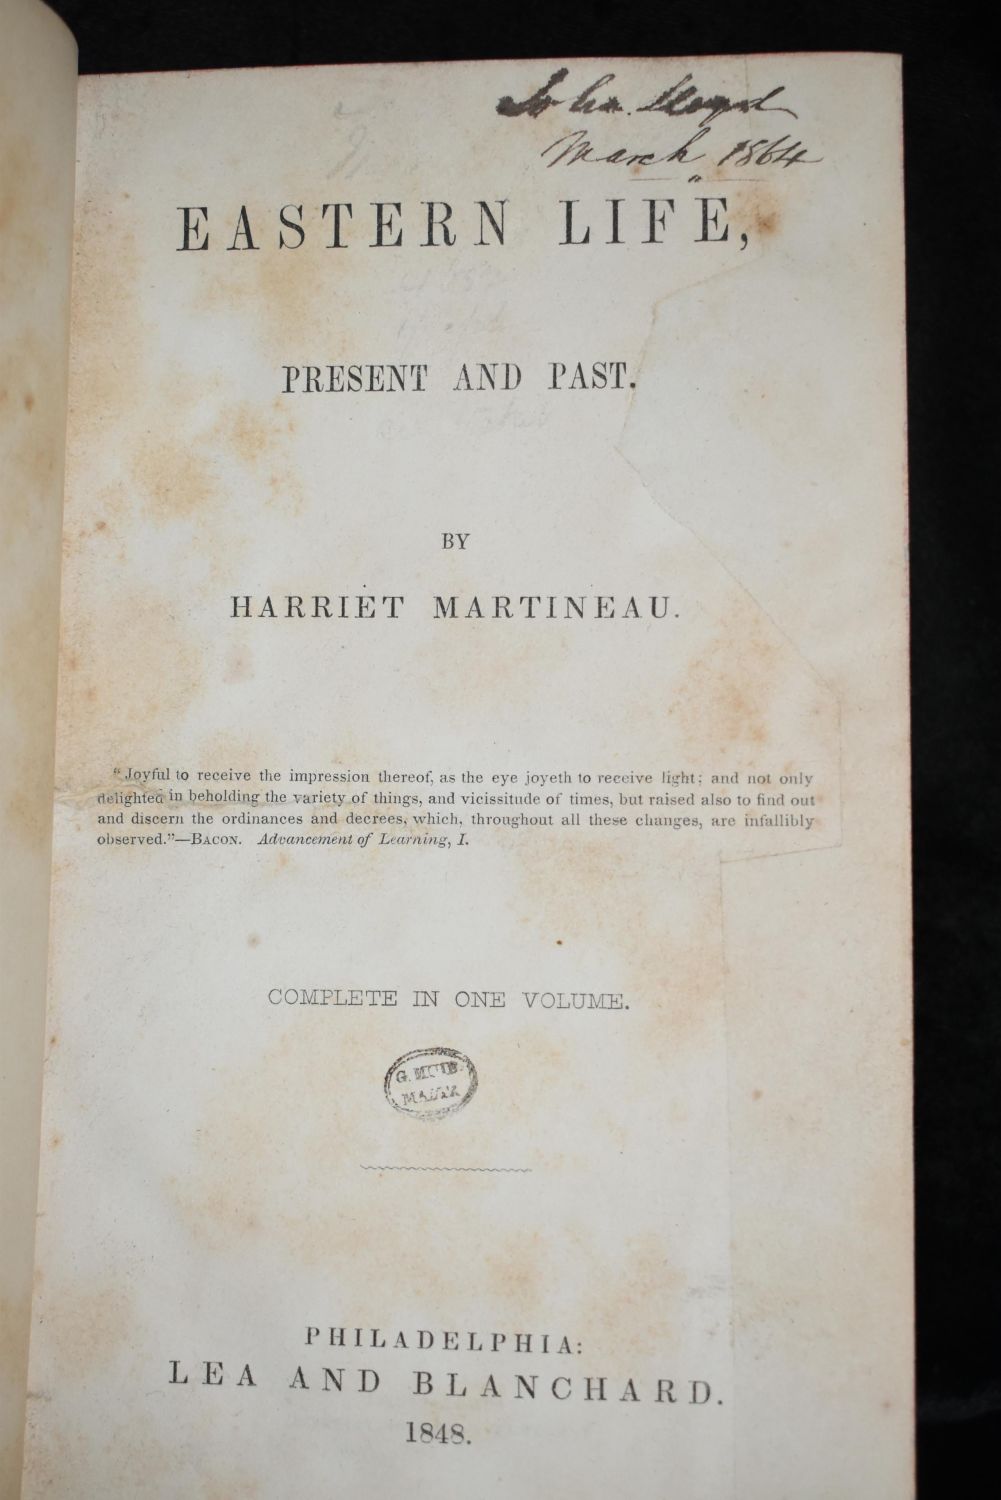 John Lloyd
March 1864
EASTERN LIFE,
PRESENT AND PAST.
BY
HARRIET MARTINEAU.
"Joyful to receive the impression thereof, as the eye joyeth to receive light; and not only
delighted in beholding the variety of things, and vicissitude of times, but raised also to find out
and discern the ordinances and decrees, which, throughout all these changes, are infallibly
observed."—BACON. Advancement of Learning, I.
COMPLETE IN ONE VOLUME.
G. MUIR.
PHILADELPHIA:
LEA AND BLANCHARD.
1848.